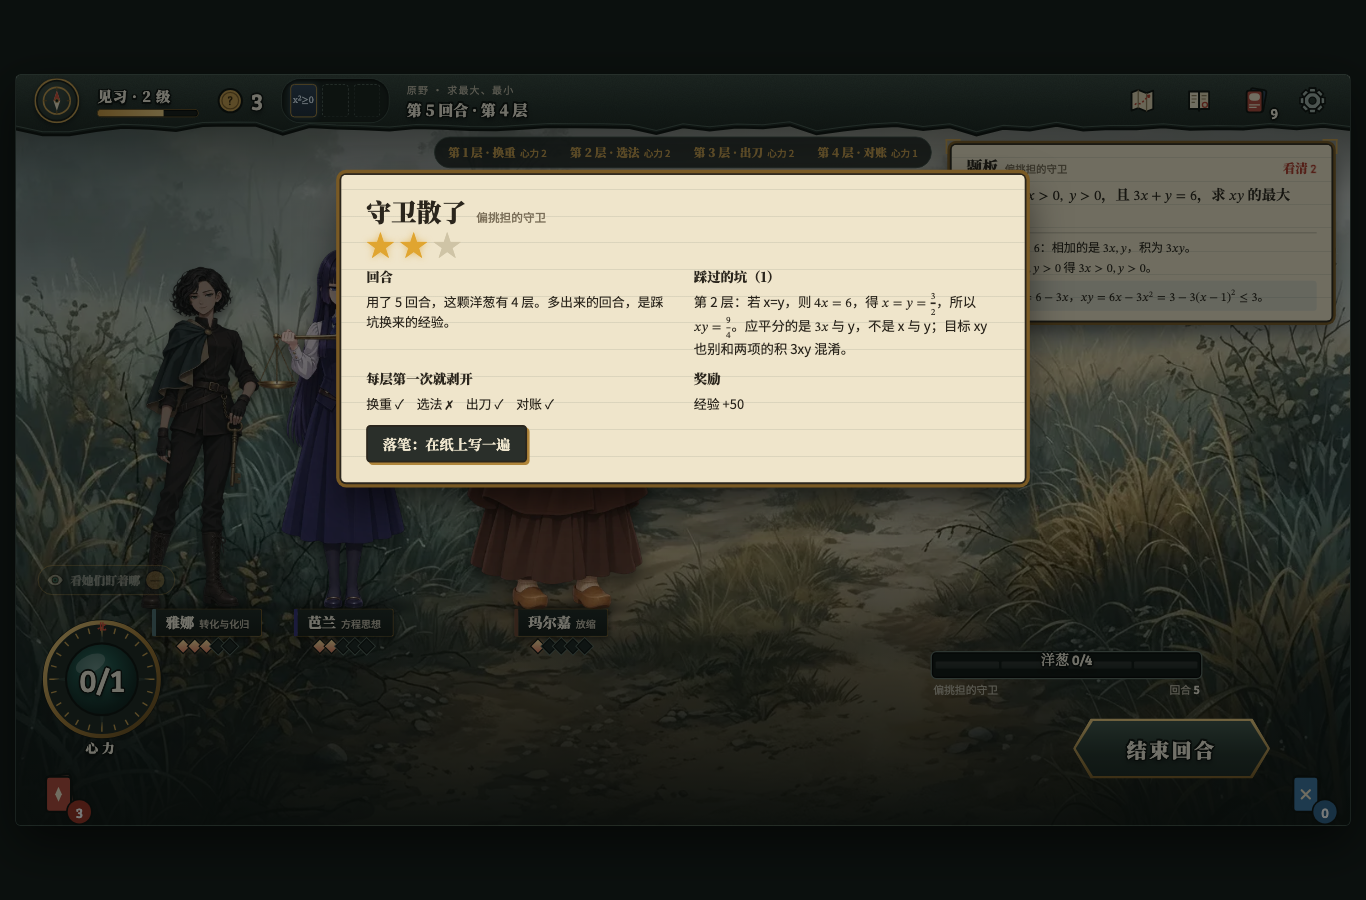 见习 · 2 级
3
x²≥0
原野 · 求最大、最小
第 5 回合 · 第 4 层
9
第 1 层 · 换重 心力 2
第 2 层 · 选法 心力 2
第 3 层 · 出刀 心力 2
第 4 层 · 对账 心力 1
题板 偏挑担的守卫
看清 2
x > 0, y > 0，且 3x + y = 6，求 xy 的最大
6：相加的是 3x, y，积为 3xy。
y > 0 得 3x > 0, y > 0。
= 6 − 3x，xy = 6x − 3x² = 3 − 3(x − 1)² ≤ 3。
守卫散了 偏挑担的守卫
回合
用了 5 回合，这颗洋葱有 4 层。多出来的回合，是踩
坑换来的经验。
踩过的坑（1）
第 2 层：若 x=y，则 4x = 6，得 x = y = 3/2，所以
xy = 9/4。应平分的是 3x 与 y，不是 x 与 y；目标 xy
也别和两项的积 3xy 混淆。
每层第一次就剥开
换重 ✓ 选法 ✗ 出刀 ✓ 对账 ✓
奖励
经验 +50
落笔：在纸上写一遍
看她们盯着哪
雅娜 转化与化归
芭兰 方程思想
玛尔嘉 放缩
0/1
心力
3
洋葱 0/4
偏挑担的守卫
回合 5
结束回合
0